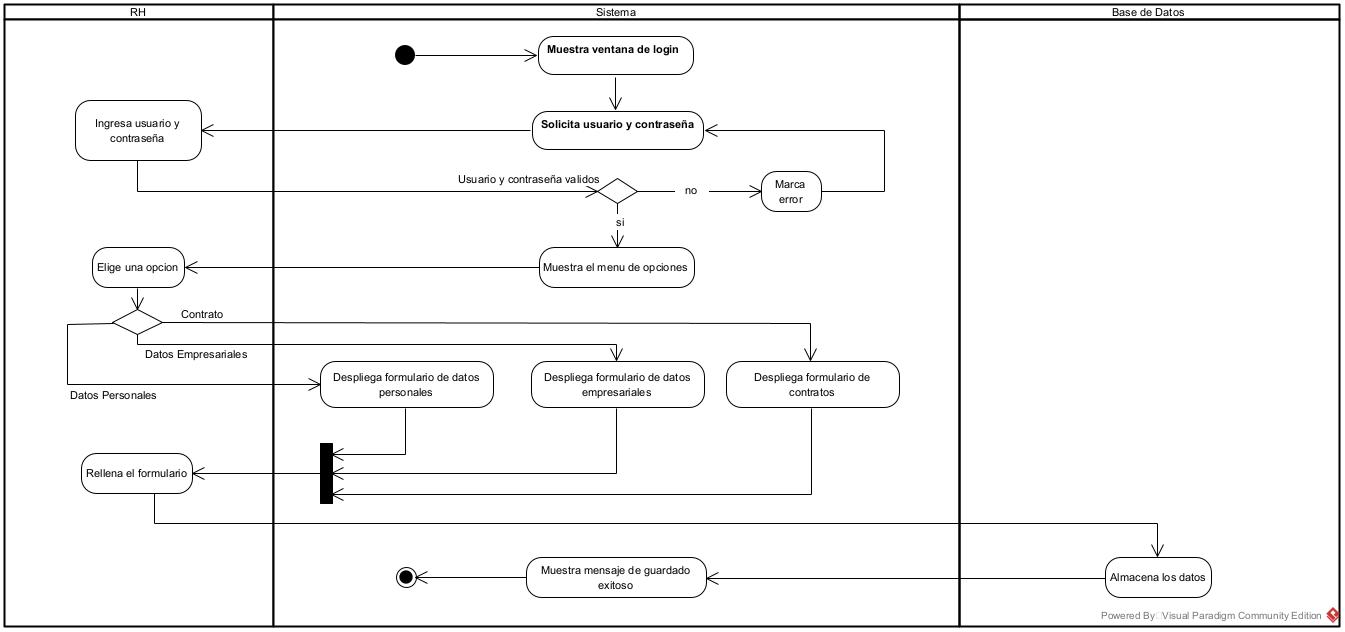 RH
Sistema
Base de Datos
Muestra ventana de login
Ingresa usuario y
contraseña
Solicita usuario y contraseña
Usuario y contraseña validos
no
Marca
error
si
Elige una opcion
Muestra el menu de opciones
Contrato
Datos Empresariales
Datos Personales
Despliega formulario de datos
personales
Despliega formulario de datos
empresariales
Despliega formulario de
contratos
Rellena el formulario
Muestra mensaje de guardado
exitoso
Almacena los datos
Powered By Visual Paradigm Community Edition